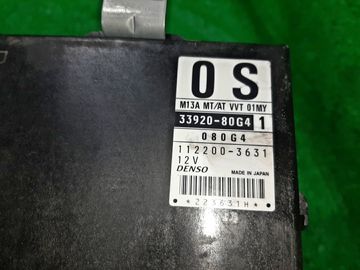 OS
M13A MT/AT VVT 01MY
33920-80G4 1
080G4
112200-3631
12V
DENSO MADE IN JAPAN
*223631H*